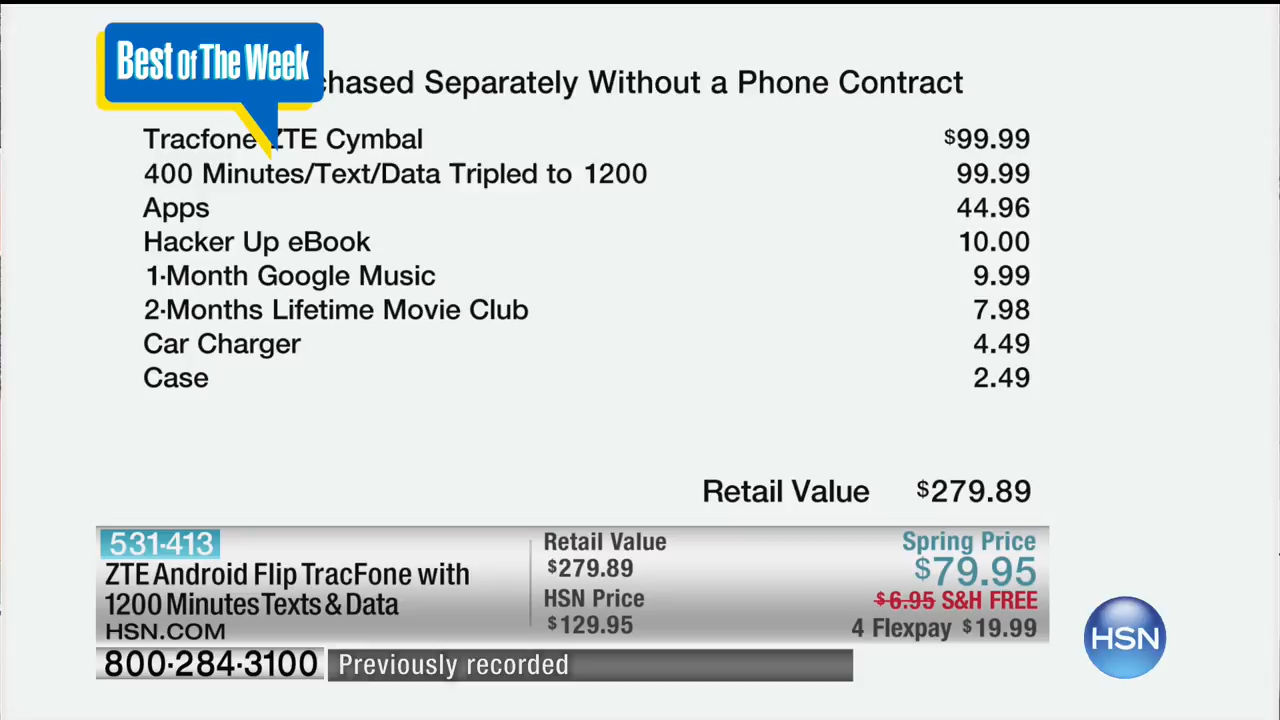 Best of The Week
chased Separately Without a Phone Contract
Tracfone ZTE Cymbal $99.99
400 Minutes/Text/Data Tripled to 1200 99.99
Apps 44.96
Hacker Up eBook 10.00
1-Month Google Music 9.99
2-Months Lifetime Movie Club 7.98
Car Charger 4.49
Case 2.49
Retail Value $279.89
531-413
ZTE Android Flip TracFone with
1200 Minutes Texts & Data
HSN.COM
Retail Value
$279.89
HSN Price
$129.95
Spring Price
$79.95
$6.95 S&H FREE
4 Flexpay $19.99
HSN
800·284·3100 Previously recorded